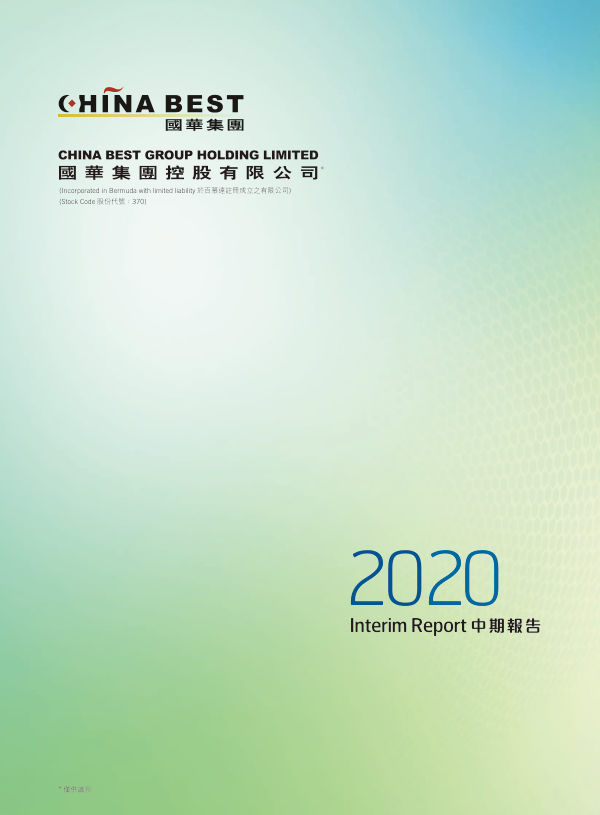 CHINA BEST
國華集團
CHINA BEST GROUP HOLDING LIMITED
國華集團控股有限公司*
(Incorporated in Bermuda with limited liability 於百慕達註冊成立之有限公司)
(Stock Code 股份代號：370)
2020
Interim Report 中期報告
* 僅供識別